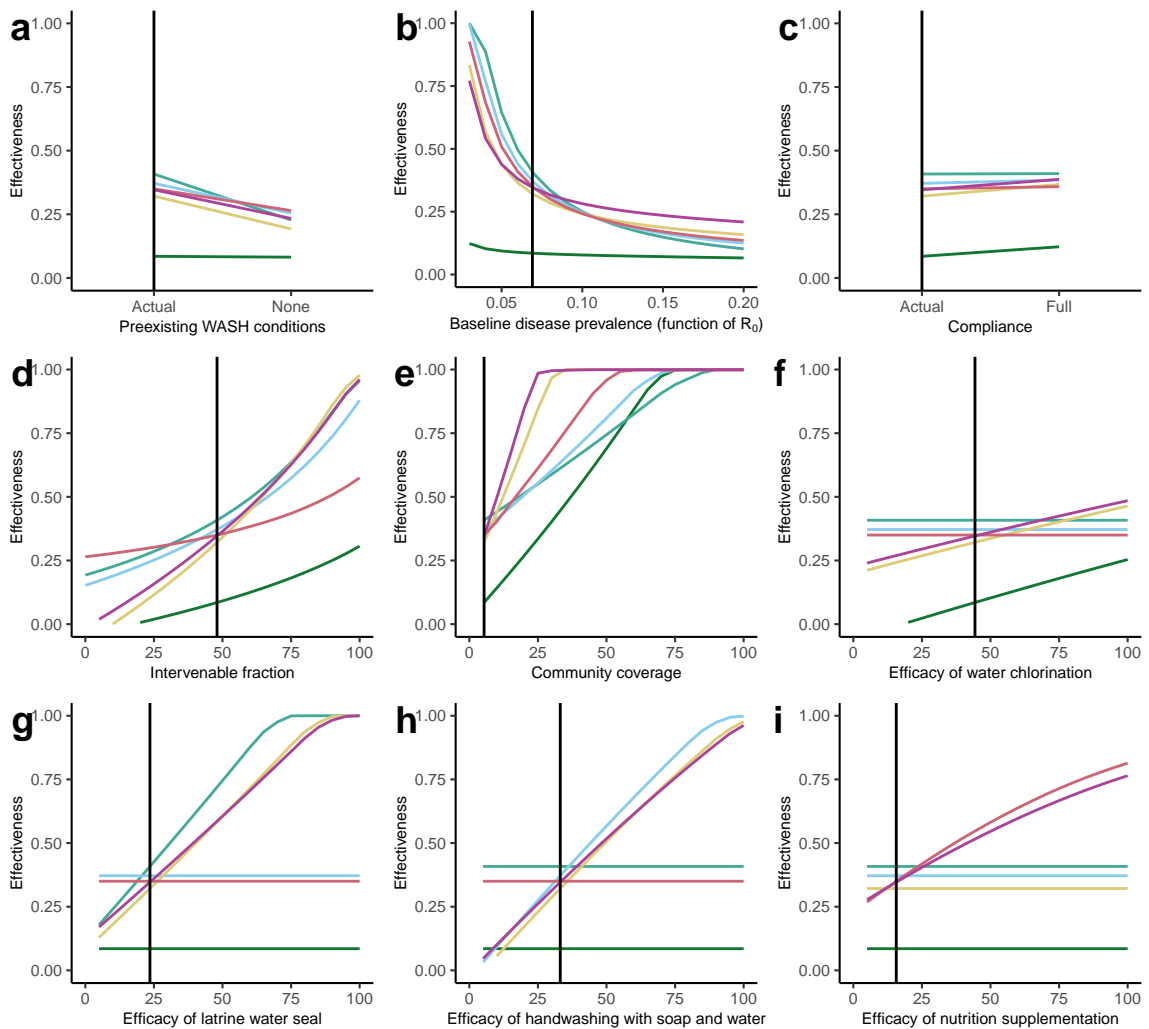 a
b
c
1.00
0.75
0.50
0.25
0.00
Effectiveness
Actual None
Preexisting WASH conditions
1.00
0.75
0.50
0.25
0.00
Effectiveness
0.05 0.10 0.15 0.20
Baseline disease prevalence (function of R₀)
1.00
0.75
0.50
0.25
0.00
Effectiveness
Actual Full
Compliance
d
e
f
1.00
0.75
0.50
0.25
0.00
Effectiveness
0 25 50 75 100
Intervenable fraction
1.00
0.75
0.50
0.25
0.00
Effectiveness
0 25 50 75 100
Community coverage
1.00
0.75
0.50
0.25
0.00
Effectiveness
0 25 50 75 100
Efficacy of water chlorination
g
h
i
1.00
0.75
0.50
0.25
0.00
Effectiveness
0 25 50 75 100
Efficacy of latrine water seal
1.00
0.75
0.50
0.25
0.00
Effectiveness
0 25 50 75 100
Efficacy of handwashing with soap and water
1.00
0.75
0.50
0.25
0.00
Effectiveness
0 25 50 75 100
Efficacy of nutrition supplementation